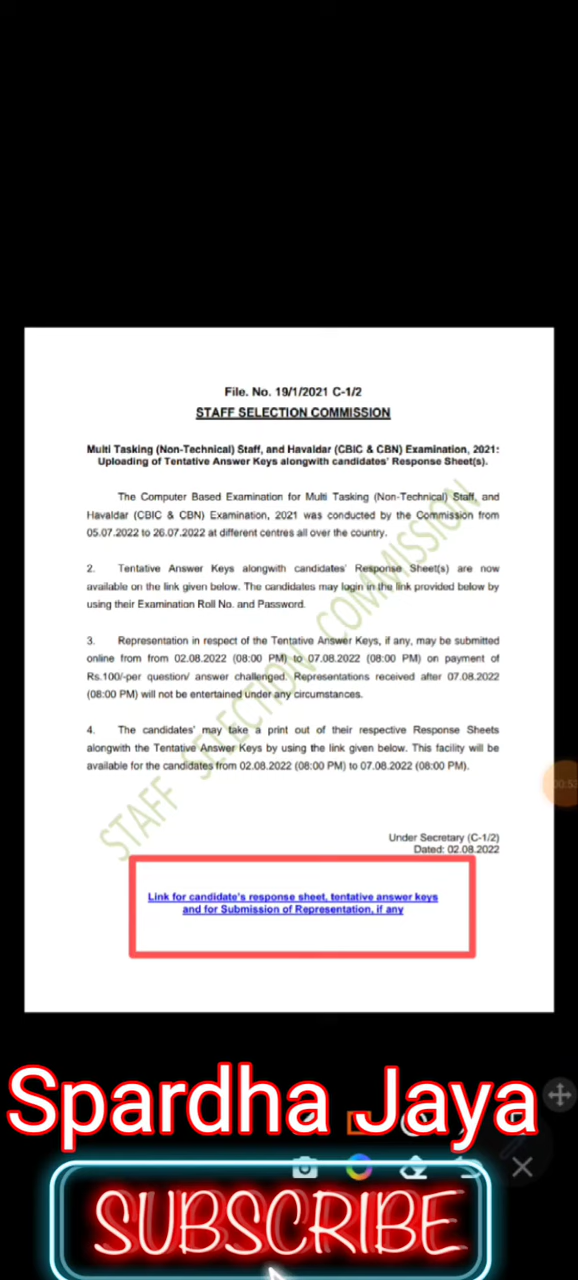 File. No. 19/1/2021 C-1/2
STAFF SELECTION COMMISSION
Multi Tasking (Non-Technical) Staff, and Havaldar (CBIC & CBN) Examination, 2021:
Uploading of Tentative Answer Keys alongwith candidates' Response Sheet(s).
The Computer Based Examination for Multi Tasking (Non-Technical) Staff, and
Havaldar (CBIC & CBN) Examination, 2021 was conducted by the Commission from
05.07.2022 to 26.07.2022 at different centres all over the country.
2. Tentative Answer Keys alongwith candidates' Response Sheet(s) are now
available on the link given below. The candidates may login in the link provided below by
using their Examination Roll No. and Password.
3. Representation in respect of the Tentative Answer Keys, if any, may be submitted
online from from 02.08.2022 (08:00 PM) to 07.08.2022 (08:00 PM) on payment of
Rs.100/-per question/ answer challenged. Representations received after 07.08.2022
(08:00 PM) will not be entertained under any circumstances.
4. The candidates' may take a print out of their respective Response Sheets
alongwith the Tentative Answer Keys by using the link given below. This facility will be
available for the candidates from 02.08.2022 (08:00 PM) to 07.08.2022 (08:00 PM).
STAFF SELECTION COMMISSION
Under Secretary (C-1/2)
Dated: 02.08.2022
Link for candidate's response sheet, tentative answer keys
and for Submission of Representation, if any
Spardha Jaya
SUBSCRIBE